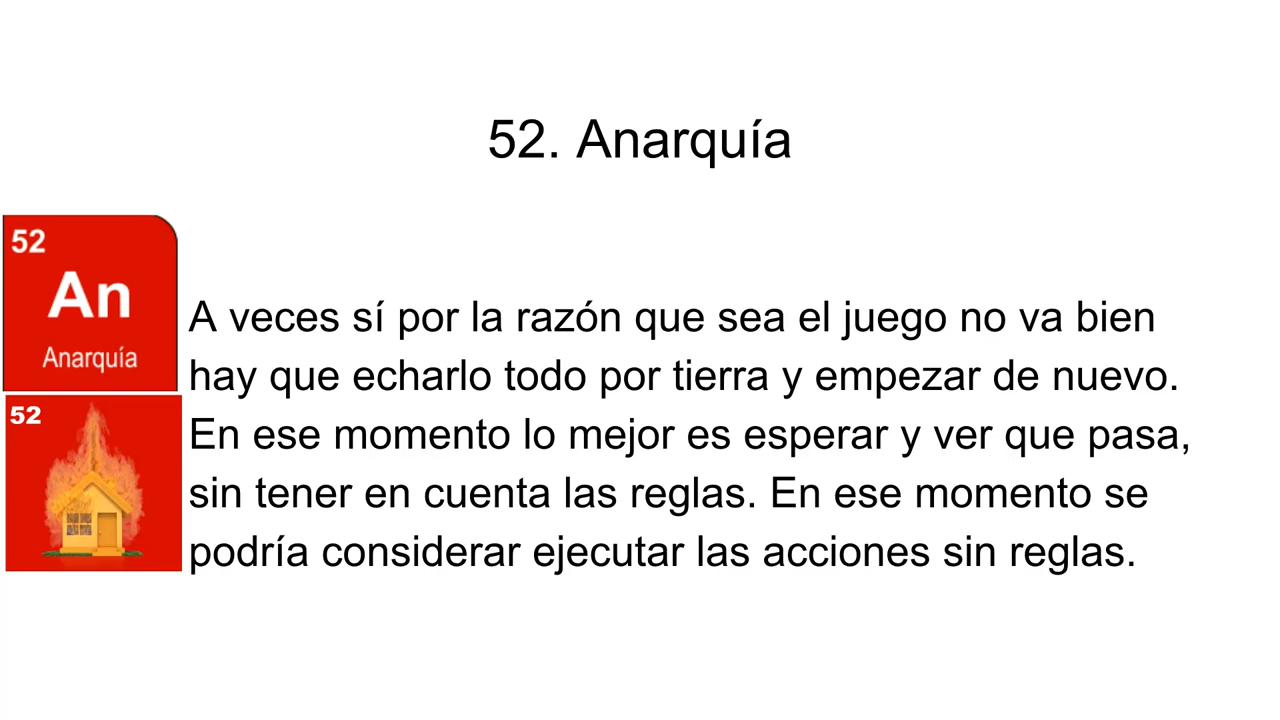 52. Anarquía
52
An
Anarquía
52
A veces sí por la razón que sea el juego no va bien
hay que echarlo todo por tierra y empezar de nuevo.
En ese momento lo mejor es esperar y ver que pasa,
sin tener en cuenta las reglas. En ese momento se
podría considerar ejecutar las acciones sin reglas.